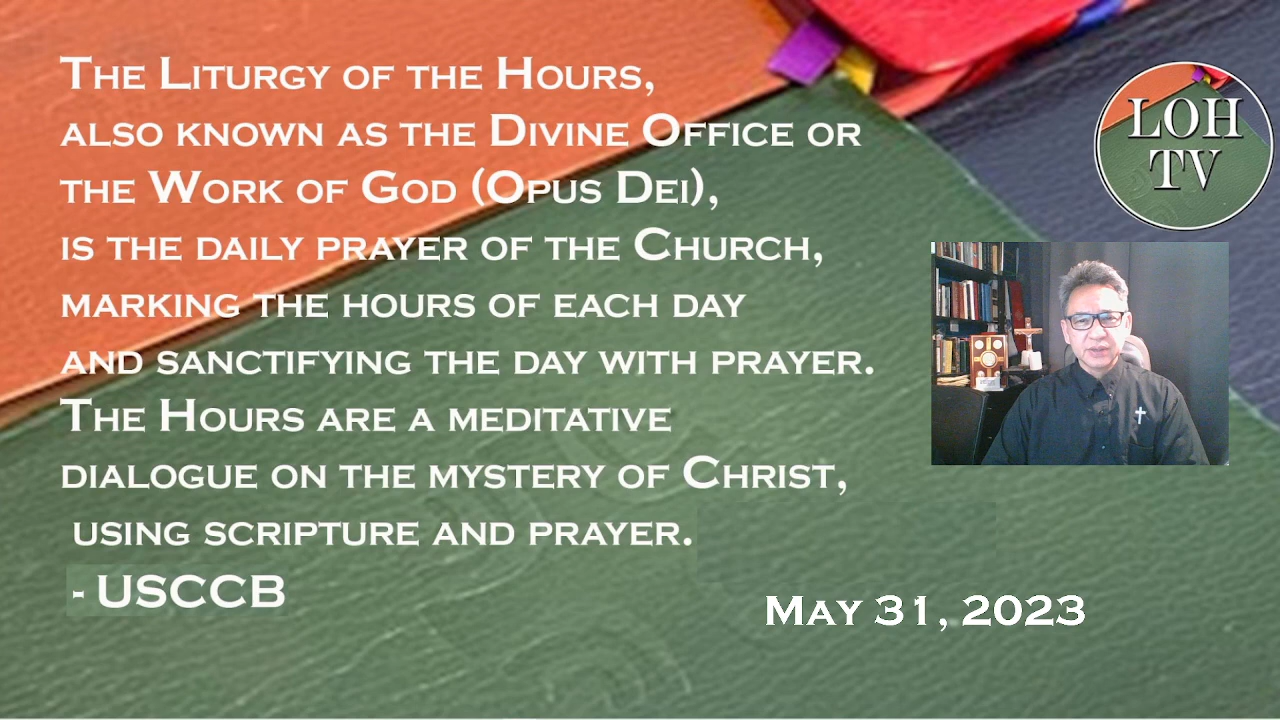 The Liturgy of the Hours,
also known as the Divine Office or
the Work of God (Opus Dei),
is the daily prayer of the Church,
marking the hours of each day
and sanctifying the day with prayer.
The Hours are a meditative
dialogue on the mystery of Christ,
using scripture and prayer.
- USCCB
May 31, 2023
LOH
TV